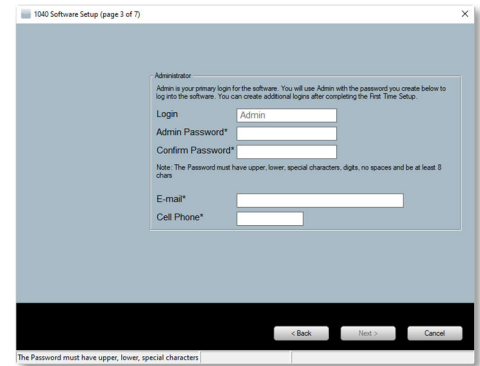 1040 Software Setup (page 3 of 7)
Administrator
Admin is your primary login for the software. You will use Admin with the password you create below to
log into the software. You can create additional logins after completing the First Time Setup.
Login
Admin
Admin Password*
Confirm Password*
Note: The Password must have upper, lower, special characters, digits, no spaces and be at least 8
chars
E-mail*
Cell Phone*
< Back
Next >
Cancel
The Password must have upper, lower, special characters